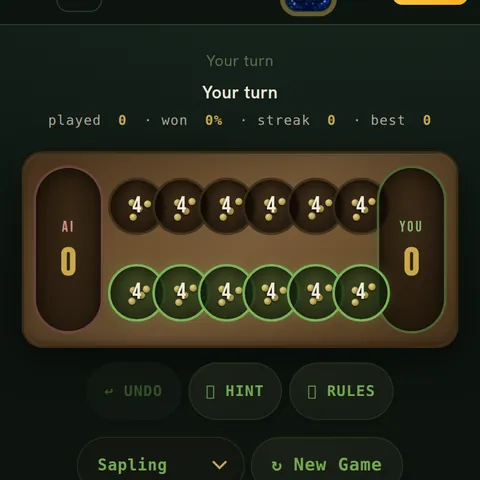 Your turn
Your turn
played 0 · won 0% · streak 0 · best 0
AI
0
4 4 4 4 4 4
YOU
0
4 4 4 4 4 4
↩ UNDO
HINT
RULES
Sapling
↻ New Game